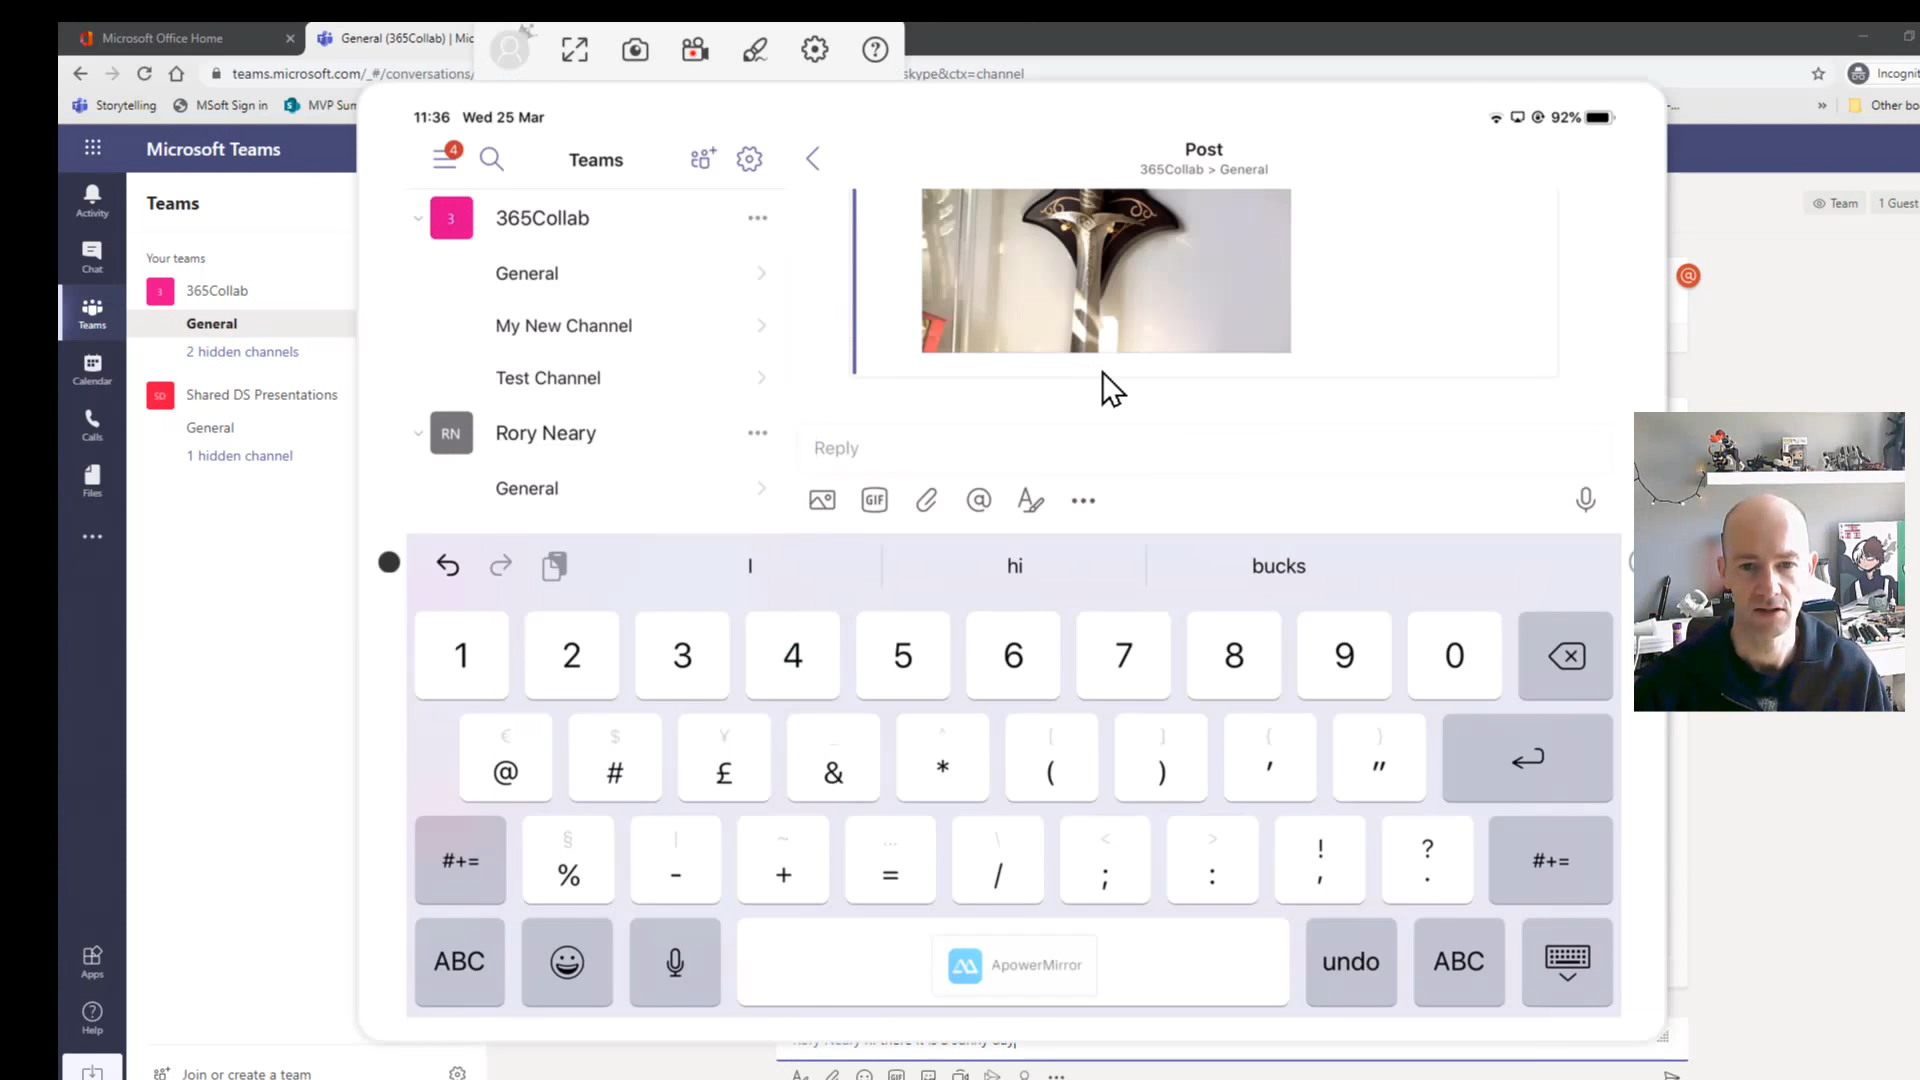 Microsoft Office Home
General (365Collab) | Mic
teams.microsoft.com/_#/conversations/
skype&ctx=channel
Incognit
Storytelling
MSoft Sign in
MVP Sum
Other bo
11:36 Wed 25 Mar
92%
Microsoft Teams
4
Teams
Post
365Collab > General
Activity
Chat
Teams
Calendar
Calls
Files
Apps
Help
Teams
Your teams
3
365Collab
General
2 hidden channels
SD
Shared DS Presentations
General
1 hidden channel
Team
1 Guest
3
365Collab
General
My New Channel
Test Channel
RN
Rory Neary
General
Reply
GIF
I
hi
bucks
1 2 3 4 5 6 7 8 9 0
€ $ ¥ _ ^ [ ] { }
@ # £ & * ( ) ' "
#+= § | ~ … \ < > ! ? #+=
% - + = / ; : , .
ABC
undo
ABC
ApowerMirror
Join or create a team
GIF